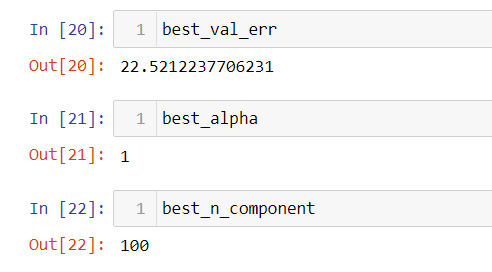 In [20]: 1 best_val_err
Out[20]: 22.5212237706231
In [21]: 1 best_alpha
Out[21]: 1
In [22]: 1 best_n_component
Out[22]: 100